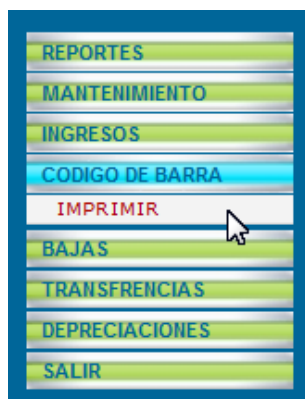 REPORTES
MANTENIMIENTO
INGRESOS
CODIGO DE BARRA
IMPRIMIR
BAJAS
TRANSFRENCIAS
DEPRECIACIONES
SALIR